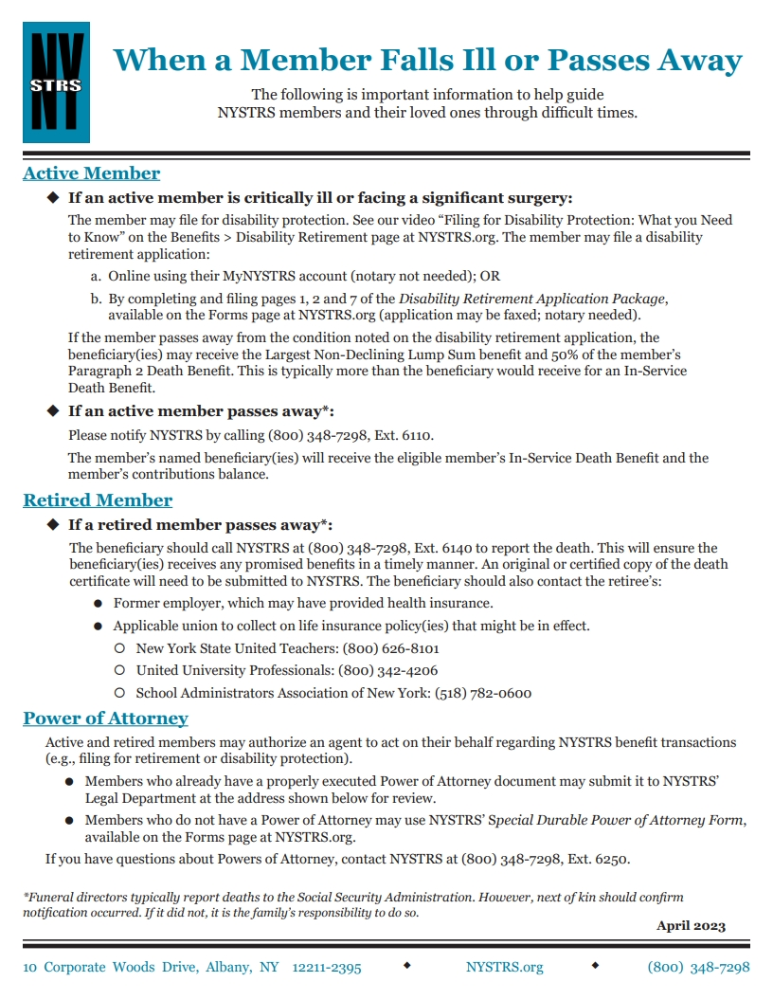 NY
STRS
When a Member Falls Ill or Passes Away
The following is important information to help guide
NYSTRS members and their loved ones through difficult times.
Active Member
◆ If an active member is critically ill or facing a significant surgery:
The member may file for disability protection. See our video “Filing for Disability Protection: What you Need
to Know” on the Benefits > Disability Retirement page at NYSTRS.org. The member may file a disability
retirement application:
a. Online using their MyNYSTRS account (notary not needed); OR
b. By completing and filing pages 1, 2 and 7 of the Disability Retirement Application Package,
available on the Forms page at NYSTRS.org (application may be faxed; notary needed).
If the member passes away from the condition noted on the disability retirement application, the
beneficiary(ies) may receive the Largest Non-Declining Lump Sum benefit and 50% of the member’s
Paragraph 2 Death Benefit. This is typically more than the beneficiary would receive for an In-Service
Death Benefit.
◆ If an active member passes away*:
Please notify NYSTRS by calling (800) 348-7298, Ext. 6110.
The member’s named beneficiary(ies) will receive the eligible member’s In-Service Death Benefit and the
member’s contributions balance.
Retired Member
◆ If a retired member passes away*:
The beneficiary should call NYSTRS at (800) 348-7298, Ext. 6140 to report the death. This will ensure the
beneficiary(ies) receives any promised benefits in a timely manner. An original or certified copy of the death
certificate will need to be submitted to NYSTRS. The beneficiary should also contact the retiree’s:
● Former employer, which may have provided health insurance.
● Applicable union to collect on life insurance policy(ies) that might be in effect.
○ New York State United Teachers: (800) 626-8101
○ United University Professionals: (800) 342-4206
○ School Administrators Association of New York: (518) 782-0600
Power of Attorney
Active and retired members may authorize an agent to act on their behalf regarding NYSTRS benefit transactions
(e.g., filing for retirement or disability protection).
● Members who already have a properly executed Power of Attorney document may submit it to NYSTRS’
Legal Department at the address shown below for review.
● Members who do not have a Power of Attorney may use NYSTRS’ Special Durable Power of Attorney Form,
available on the Forms page at NYSTRS.org.
If you have questions about Powers of Attorney, contact NYSTRS at (800) 348-7298, Ext. 6250.
*Funeral directors typically report deaths to the Social Security Administration. However, next of kin should confirm
notification occurred. If it did not, it is the family’s responsibility to do so.
April 2023
10 Corporate Woods Drive, Albany, NY 12211-2395 ◆ NYSTRS.org ◆ (800) 348-7298